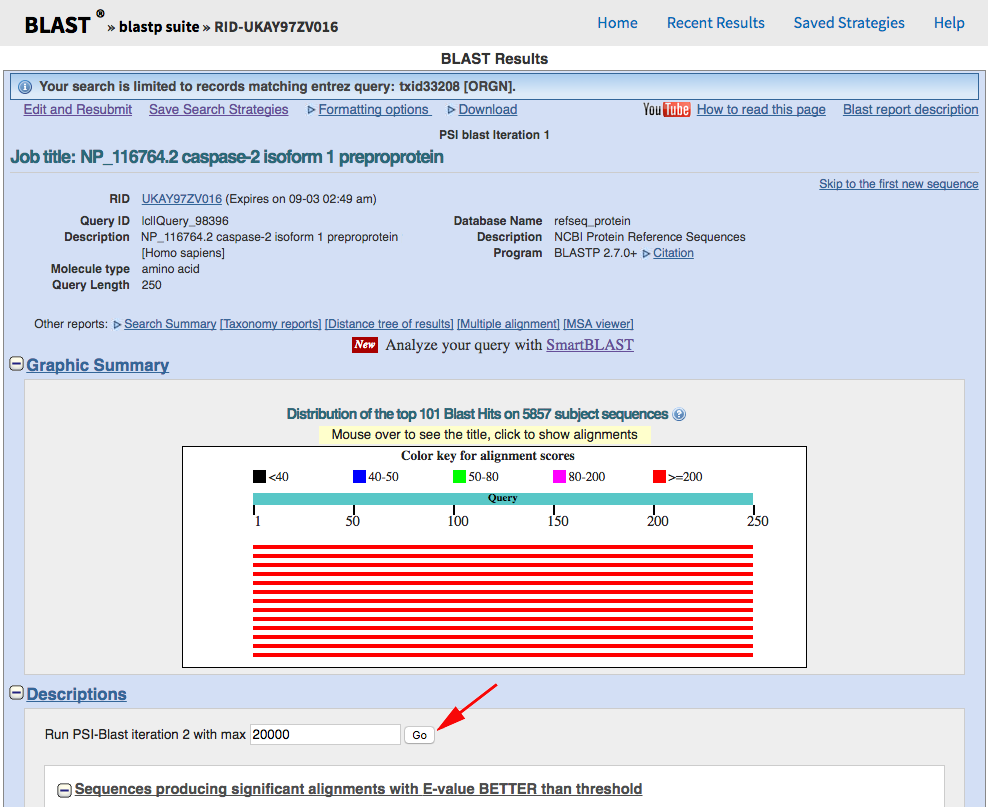 BLAST ® » blastp suite » RID-UKAY97ZV016 Home Recent Results Saved Strategies Help
BLAST Results
Your search is limited to records matching entrez query: txid33208 [ORGN].
Edit and Resubmit Save Search Strategies Formatting options Download You Tube How to read this page Blast report description
PSI blast Iteration 1
Job title: NP_116764.2 caspase-2 isoform 1 preproprotein
Skip to the first new sequence
RID UKAY97ZV016 (Expires on 09-03 02:49 am)
Query ID lcl|Query_98396 Database Name refseq_protein
Description NP_116764.2 caspase-2 isoform 1 preproprotein Description NCBI Protein Reference Sequences
[Homo sapiens] Program BLASTP 2.7.0+ Citation
Molecule type amino acid
Query Length 250
Other reports: Search Summary [Taxonomy reports] [Distance tree of results] [Multiple alignment] [MSA viewer]
New Analyze your query with SmartBLAST
Graphic Summary
Distribution of the top 101 Blast Hits on 5857 subject sequences
Mouse over to see the title, click to show alignments
Color key for alignment scores
<40 40-50 50-80 80-200 >=200
Query
1 50 100 150 200 250
Descriptions
Run PSI-Blast iteration 2 with max 20000 Go
Sequences producing significant alignments with E-value BETTER than threshold